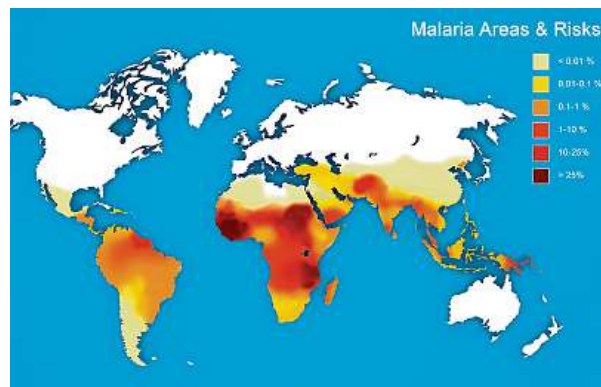 Malaria Areas & Risks
< 0.01 %
0.01-0.1 %
0.1-1 %
1-10 %
10-25%
> 25%